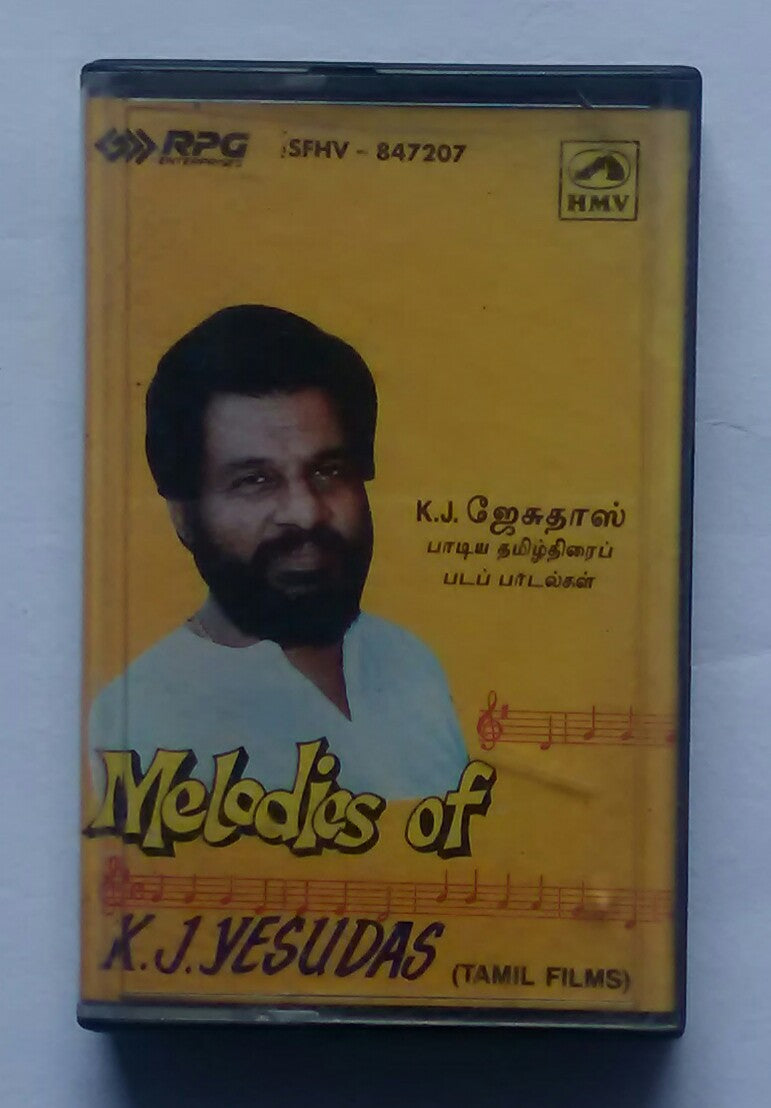 RPG
ENTERPRISES
SFHV - 847207
HMV
K.J. ஜேசுதாஸ்
பாடிய தமிழ்திரைப்
படப் பாடல்கள்
Melodies of
K.J. YESUDAS
(TAMIL FILMS)